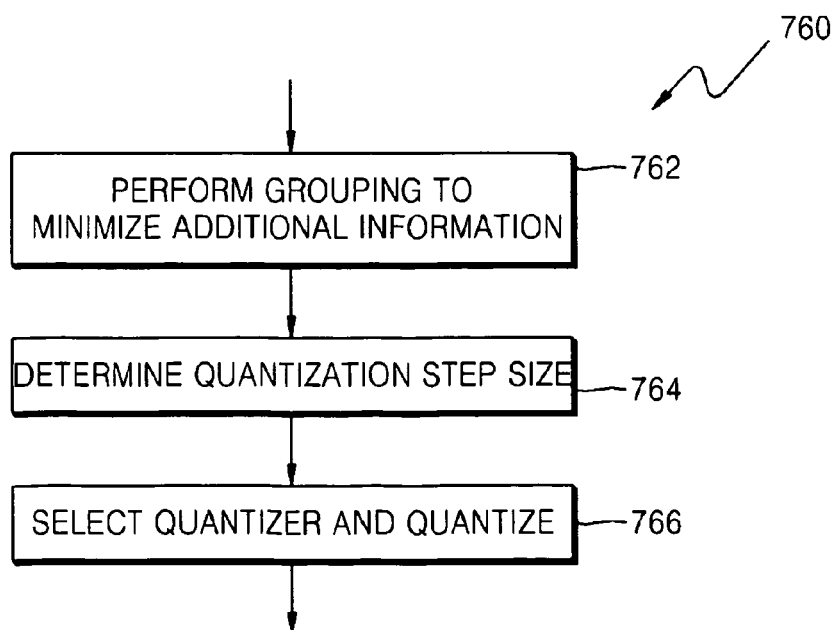 760
762
PERFORM GROUPING TO
MINIMIZE ADDITIONAL INFORMATION
DETERMINE QUANTIZATION STEP SIZE
764
SELECT QUANTIZER AND QUANTIZE
766